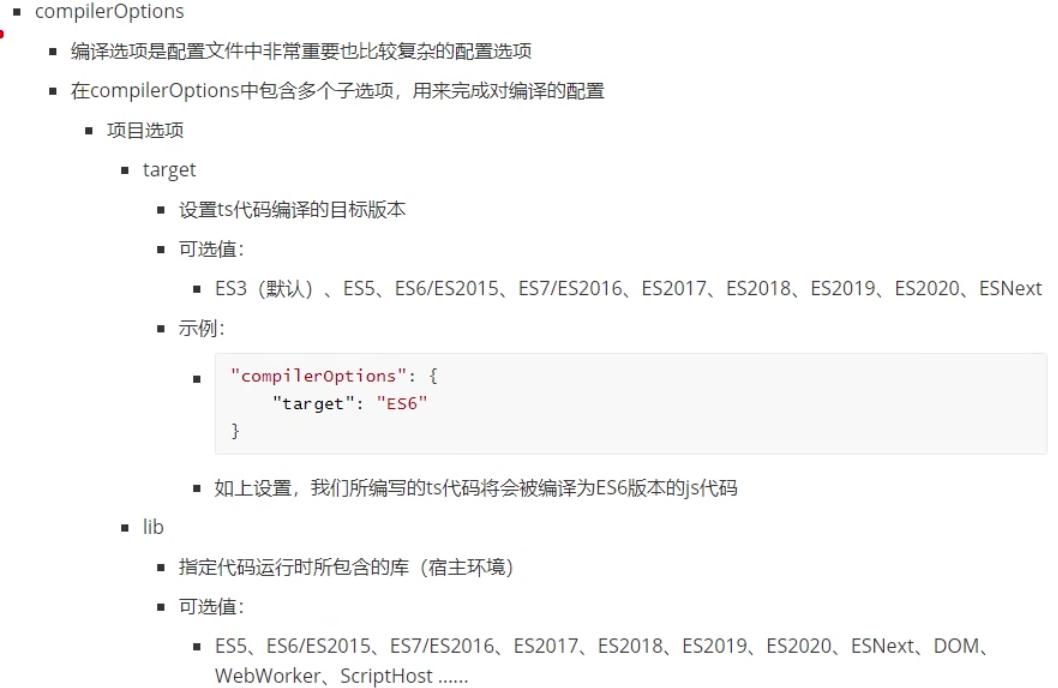 compilerOptions
编译选项是配置文件中非常重要也比较复杂的配置选项
在compilerOptions中包含多个子选项，用来完成对编译的配置
项目选项
target
设置ts代码编译的目标版本
可选值：
ES3（默认）、ES5、ES6/ES2015、ES7/ES2016、ES2017、ES2018、ES2019、ES2020、ESNext
示例：
"compilerOptions": {
    "target": "ES6"
}
如上设置，我们所编写的ts代码将会被编译为ES6版本的js代码
lib
指定代码运行时所包含的库（宿主环境）
可选值：
ES5、ES6/ES2015、ES7/ES2016、ES2017、ES2018、ES2019、ES2020、ESNext、DOM、
WebWorker、ScriptHost ......